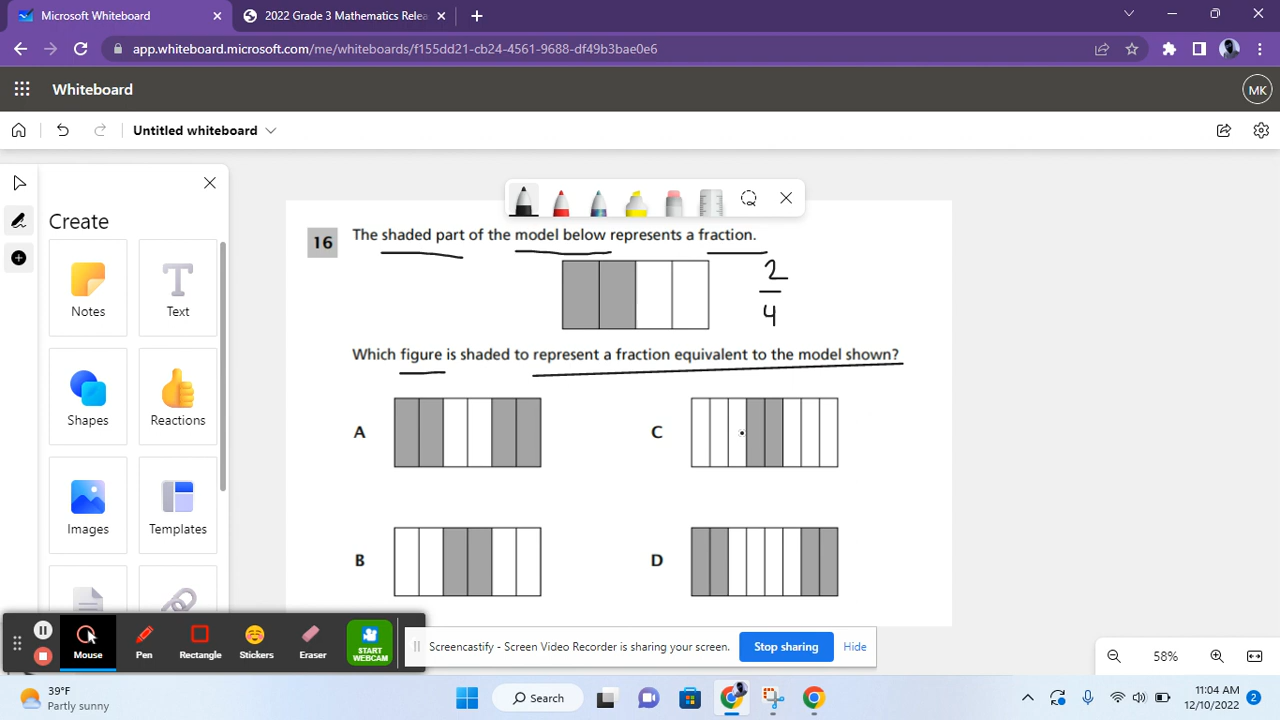 Microsoft Whiteboard
2022 Grade 3 Mathematics Relea
app.whiteboard.microsoft.com/me/whiteboards/f155dd21-cb24-4561-9688-df49b3bae0e6
Whiteboard
MK
Untitled whiteboard
Create
Notes
Text
Shapes
Reactions
Images
Templates
16 The shaded part of the model below represents a fraction.
2
4
Which figure is shaded to represent a fraction equivalent to the model shown?
A
C
B
D
Mouse
Pen
Rectangle
Stickers
Eraser
START WEBCAM
Screencastify - Screen Video Recorder is sharing your screen.
Stop sharing
Hide
58%
39°F
Partly sunny
Search
11:04 AM
12/10/2022
2